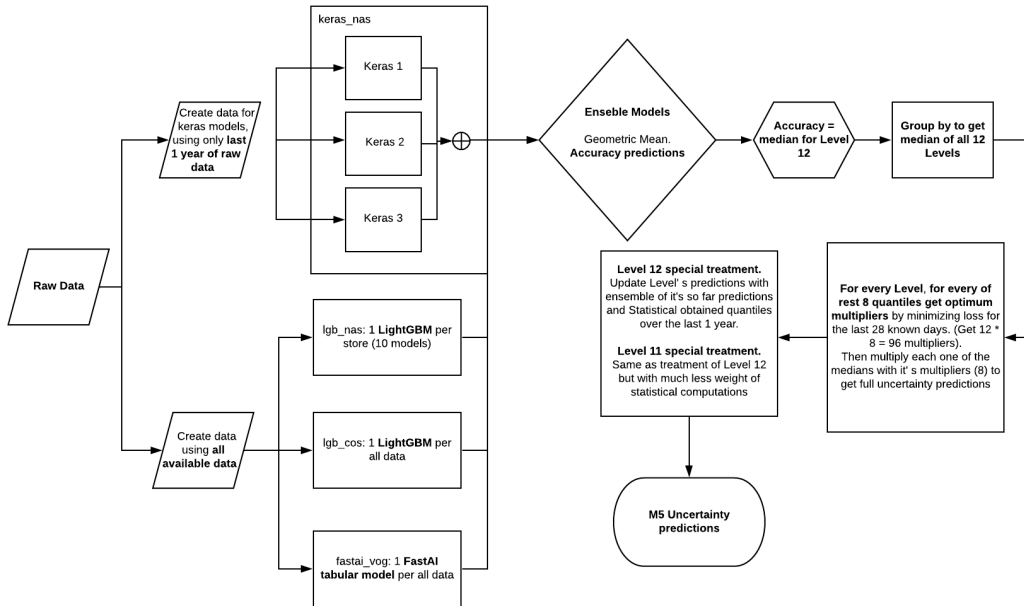 keras_nas
Keras 1
Keras 2
Keras 3
Create data for
keras models,
using only last
1 year of raw
data
Enseble Models
Geometric Mean.
Accuracy predictions
Accuracy =
median for Level
12
Group by to get
median of all 12
Levels
Raw Data
Level 12 special treatment.
Update Level' s predictions with
ensemble of it's so far predictions
and Statistical obtained quantiles
over the last 1 year.
Level 11 special treatment.
Same as treatment of Level 12
but with much less weight of
statistical computations
For every Level, for every of
rest 8 quantiles get optimum
multipliers by minimizing loss for
the last 28 known days. (Get 12 *
8 = 96 multipliers).
Then multiply each one of the
medians with it' s multipliers (8) to
get full uncertainty predictions
lgb_nas: 1 LightGBM per
store (10 models)
Create data
using all
available data
lgb_cos: 1 LightGBM per
all data
M5 Uncertainty
predictions
fastai_vog: 1 FastAI
tabular model per all data